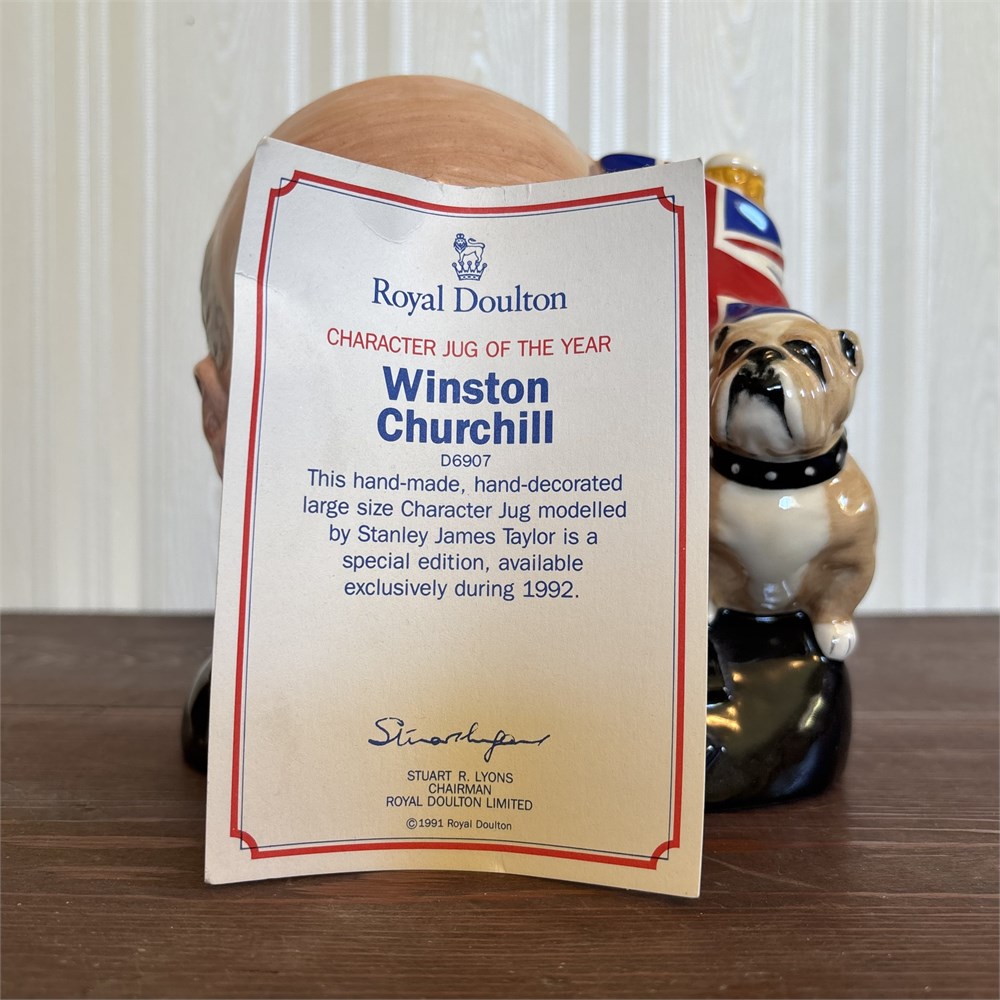 Royal Doulton
CHARACTER JUG OF THE YEAR
Winston
Churchill
D6907
This hand-made, hand-decorated
large size Character Jug modelled
by Stanley James Taylor is a
special edition, available
exclusively during 1992.
Stuart Lyons
STUART R. LYONS
CHAIRMAN
ROYAL DOULTON LIMITED
©1991 Royal Doulton